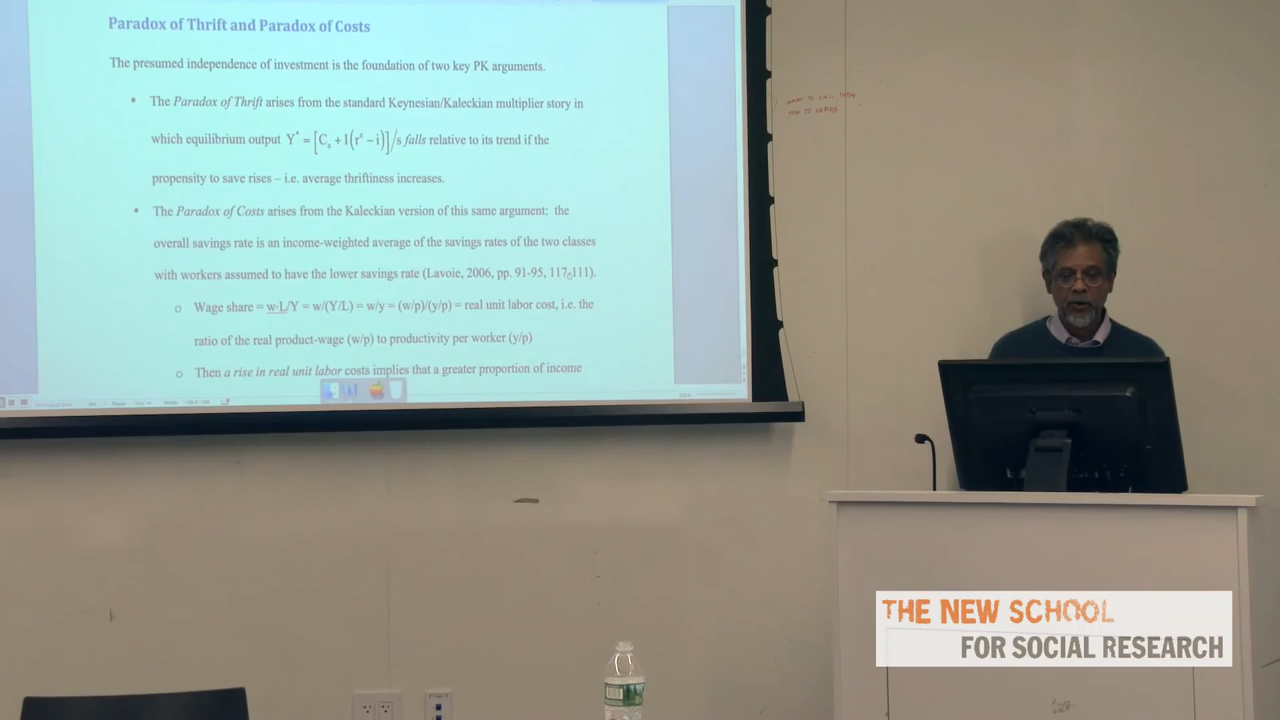 Paradox of Thrift and Paradox of Costs
The presumed independence of investment is the foundation of two key PK arguments.
• The Paradox of Thrift arises from the standard Keynesian/Kaleckian multiplier story in
which equilibrium output Y* = [Cₐ + I(rᵉ − i)]/s falls relative to its trend if the
propensity to save rises – i.e. average thriftiness increases.
• The Paradox of Costs arises from the Kaleckian version of this same argument: the
overall savings rate is an income-weighted average of the savings rates of the two classes
with workers assumed to have the lower savings rate (Lavoie, 2006, pp. 91-95, 117-111).
o Wage share = w·L/Y = w/(Y/L) = w/y = (w/p)/(y/p) = real unit labor cost, i.e. the
ratio of the real product-wage (w/p) to productivity per worker (y/p)
o Then a rise in real unit labor costs implies that a greater proportion of income
THE NEW SCHOOL
FOR SOCIAL RESEARCH